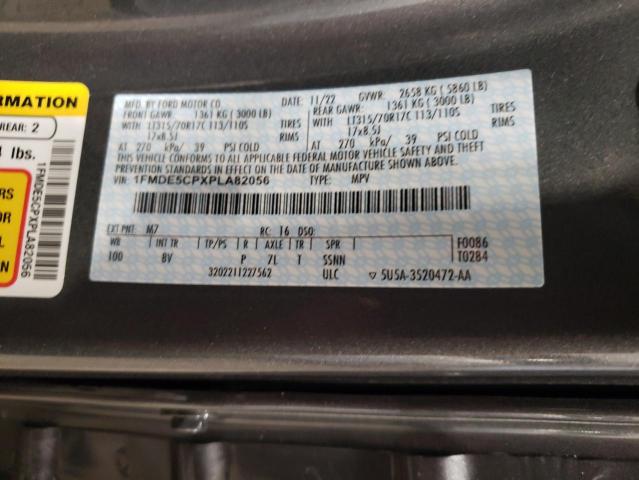 RMATION
REAR: 2
lbs.
RS
OR
L
N
1FMDE5CPXPLA82056
MFD. BY FORD MOTOR CO.
DATE: 11/22 GVWR: 2658 KG ( 5860 LB)
FRONT GAWR: 1361 KG ( 3000 LB)
REAR GAWR: 1361 KG ( 3000 LB)
WITH LT315/70R17C 113/110S TIRES
WITH LT315/70R17C 113/110S TIRES
17x8.5J RIMS
17x8.5J RIMS
AT 270 kPa/ 39 PSI COLD
AT 270 kPa/ 39 PSI COLD
THIS VEHICLE CONFORMS TO ALL APPLICABLE FEDERAL MOTOR VEHICLE SAFETY AND THEFT
PREVENTION STANDARDS IN EFFECT ON THE DATE OF MANUFACTURE SHOWN ABOVE.
VIN: 1FMDE5CPXPLA82056 TYPE: MPV
EXT PNT: M7 RC: 16 DSO:
WB INT TR TP/PS R AXLE TR SPR F0086
100 BV P 7L T SSNN T0284
3202211227562 ULC 5U5A-3520472-AA